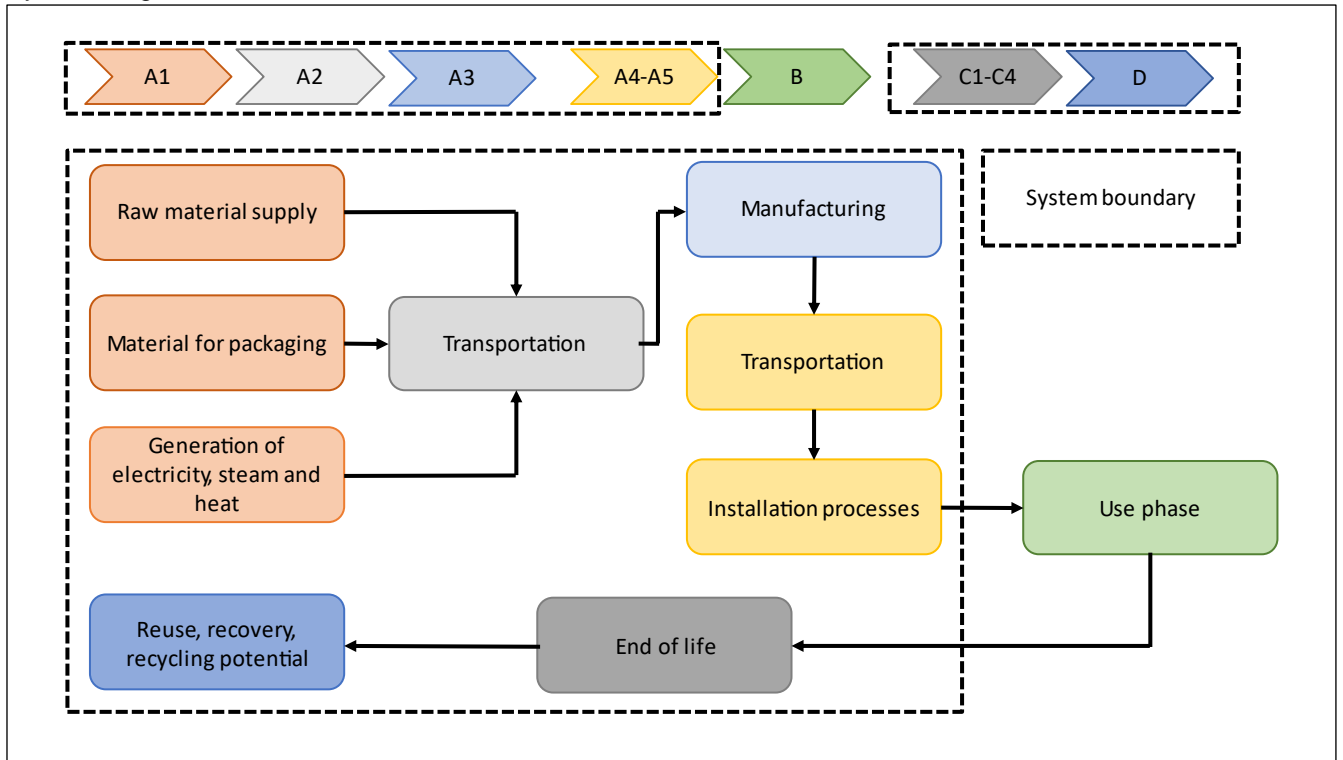 A1
A2
A3
A4-A5
B
C1-C4
D
Raw material supply
Manufacturing
System boundary
Material for packaging
Transportation
Transportation
Generation of
electricity, steam and
heat
Installation processes
Use phase
Reuse, recovery,
recycling potential
End of life